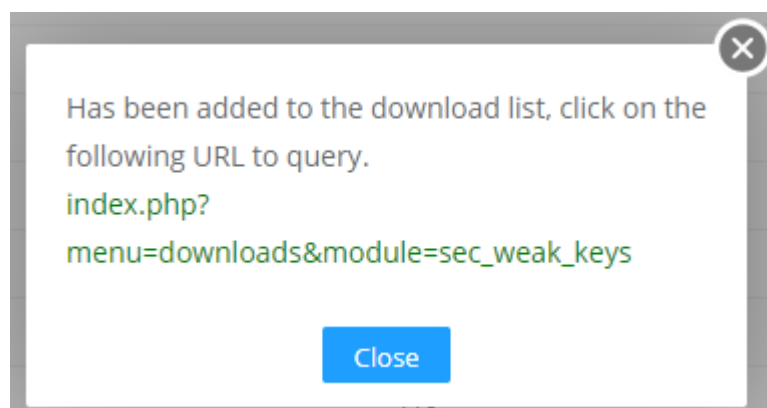 Has been added to the download list, click on the
following URL to query.
index.php?
menu=downloads&module=sec_weak_keys
Close